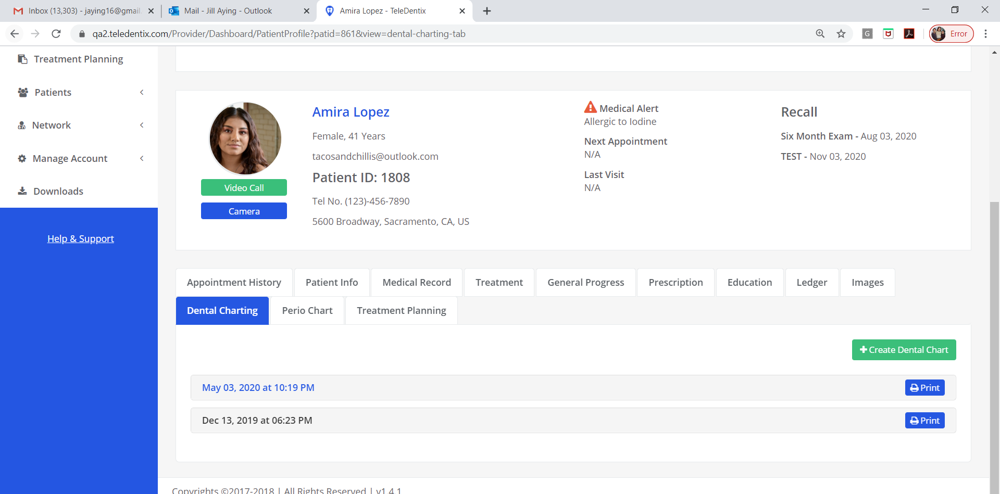 Inbox (13,303) - jaying16@gmail.
Mail - Jill Aying - Outlook
Amira Lopez - TeleDentix
qa2.teledentix.com/Provider/Dashboard/PatientProfile?patid=861&view=dental-charting-tab
G
Error
Treatment Planning
Patients
Network
Manage Account
Downloads
Help & Support
Video Call
Camera
Amira Lopez
Female, 41 Years
tacosandchillis@outlook.com
Patient ID: 1808
Tel No. (123)-456-7890
5600 Broadway, Sacramento, CA, US
Medical Alert
Allergic to Iodine
Next Appointment
N/A
Last Visit
N/A
Recall
Six Month Exam - Aug 03, 2020
TEST - Nov 03, 2020
Appointment History Patient Info Medical Record Treatment General Progress Prescription Education Ledger Images
Dental Charting Perio Chart Treatment Planning
Create Dental Chart
May 03, 2020 at 10:19 PM Print
Dec 13, 2019 at 06:23 PM Print
Copyrights ©2017-2018 | All Rights Reserved | v1.4.1